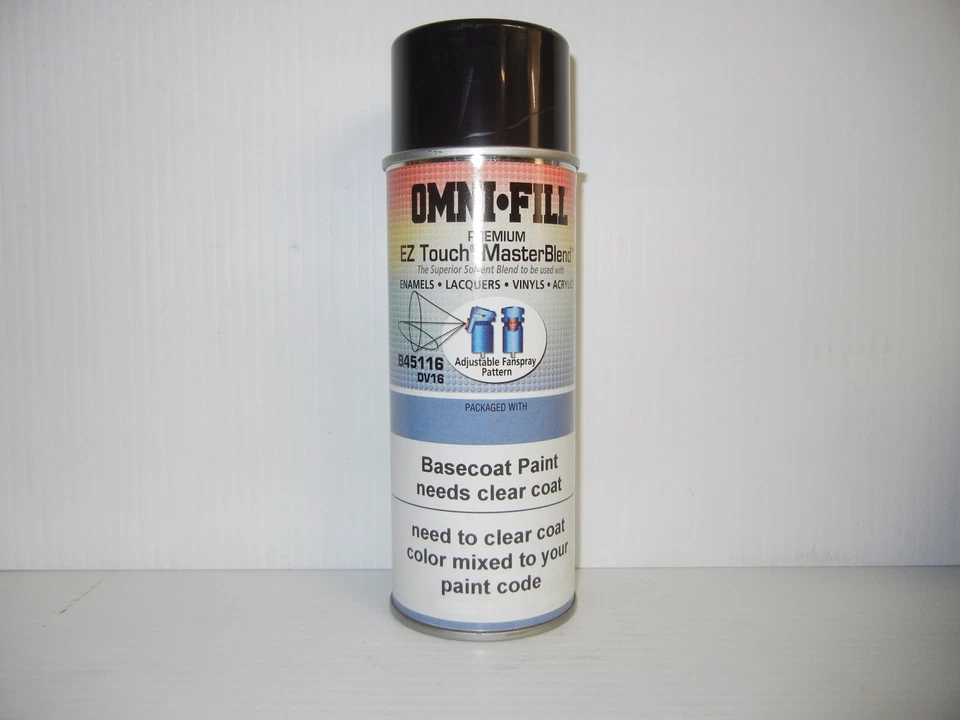 OMNI•FILL
PREMIUM
EZ Touch® MasterBlend™
The Superior Solvent Blend to be used with
ENAMELS • LACQUERS • VINYLS •
B45116
DV16
Adjustable Fanspray
Pattern
PACKAGED WITH
Basecoat Paint
needs clear coat
need to clear coat
color mixed to your
paint code